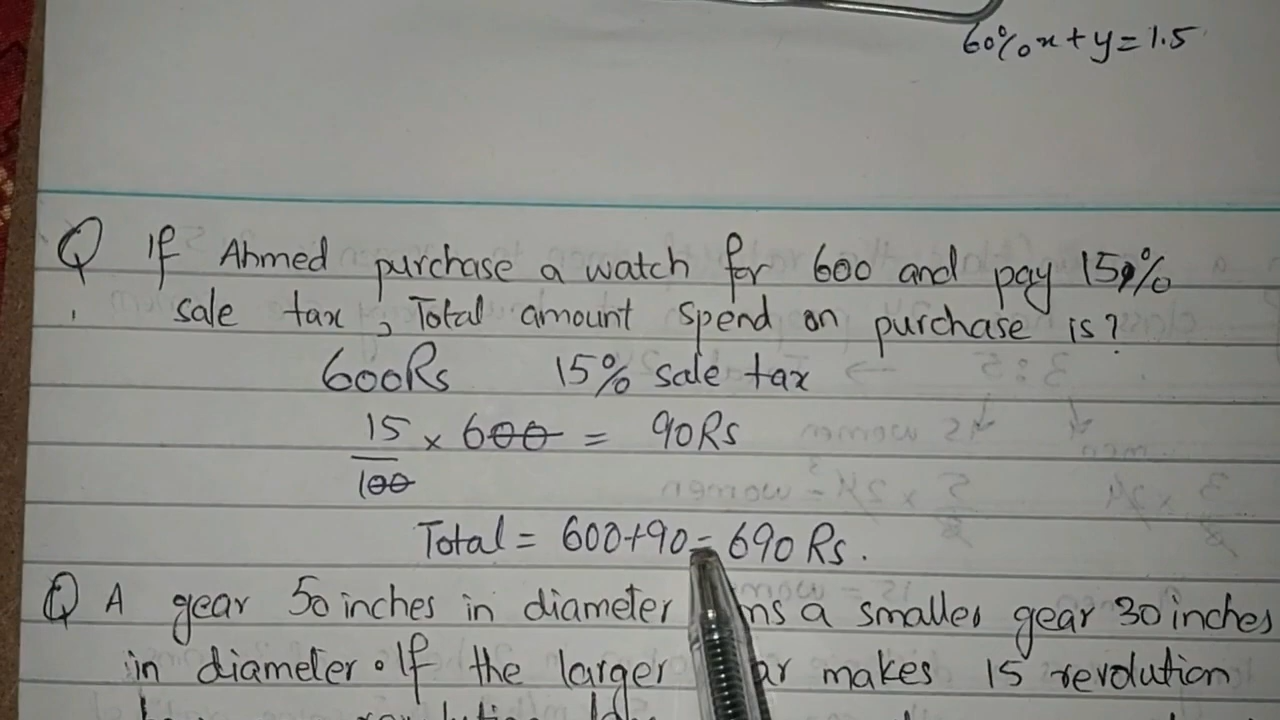 60%x+y=1.5
Q If Ahmed purchase a watch for 600 and pay 15%
sale tax, Total amount spend on purchase is?
600Rs 15% sale tax
15/100 × 600 = 90Rs
Total = 600+90= 690 Rs.
Q A gear 50 inches in diameter a smaller gear 30 inches
in diameter. If the larger makes 15 revolution